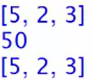 [5, 2, 3]
50
[5, 2, 3]